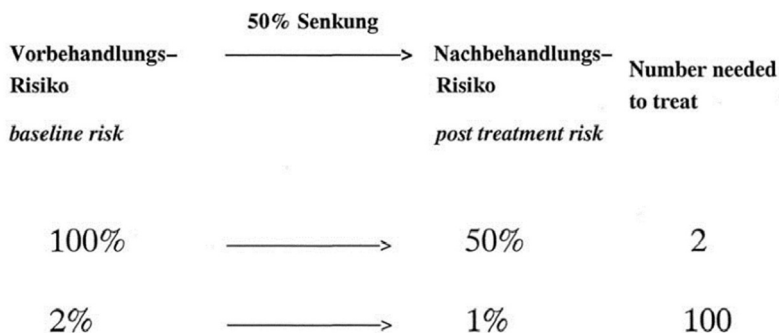 50% Senkung
Vorbehandlungs–
Risiko
baseline risk
Nachbehandlungs–
Risiko
post treatment risk
Number needed
to treat
100%
50%
2
2%
1%
100